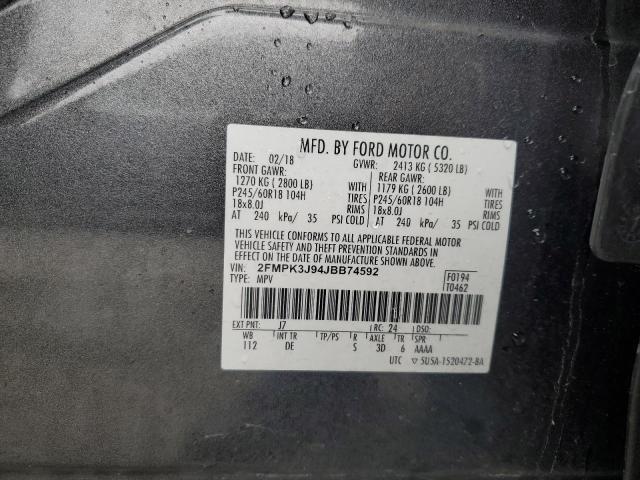 MFD. BY FORD MOTOR CO.
DATE: 02/18 GVWR: 2413 KG ( 5320 LB)
FRONT GAWR: REAR GAWR:
1270 KG ( 2800 LB) WITH 1179 KG ( 2600 LB) WITH
P245/60R18 104H TIRES P245/60R18 104H TIRES
18x8.0J RIMS 18x8.0J RIMS
AT 240 kPa/ 35 PSI COLD AT 240 kPa/ 35 PSI COLD
THIS VEHICLE CONFORMS TO ALL APPLICABLE FEDERAL MOTOR
VEHICLE SAFETY AND THEFT PREVENTION STANDARDS IN
EFFECT ON THE DATE OF MANUFACTURE SHOWN ABOVE.
VIN: 2FMPK3J94JBB74592 F0194
TYPE: MPV T0462
EXT PNT: J7 RC: 24 DSO:
WB INT TR TP/PS R AXLE TR SPR
112 DE 5 3D 6 AAAA
UTC ▽ 5U5A-1520472-BA